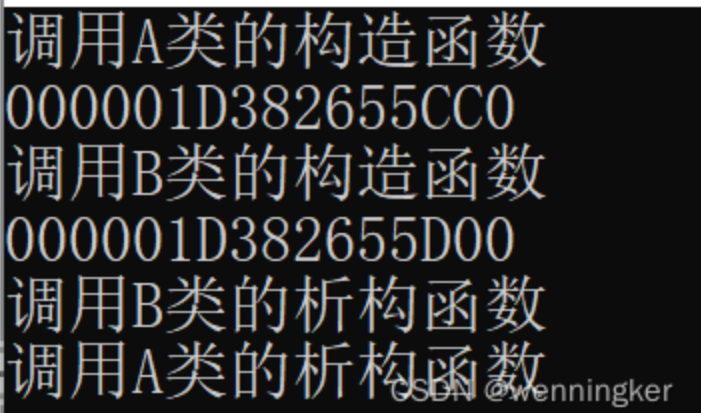 调用A类的构造函数
000001D382655CC0
调用B类的构造函数
000001D382655D00
调用B类的析构函数
调用A类的析构函数
CSDN @wenningker